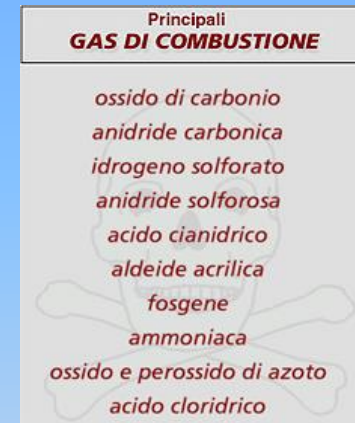 Principali
GAS DI COMBUSTIONE
ossido di carbonio
anidride carbonica
idrogeno solforato
anidride solforosa
acido cianidrico
aldeide acrilica
fosgene
ammoniaca
ossido e perossido di azoto
acido cloridrico